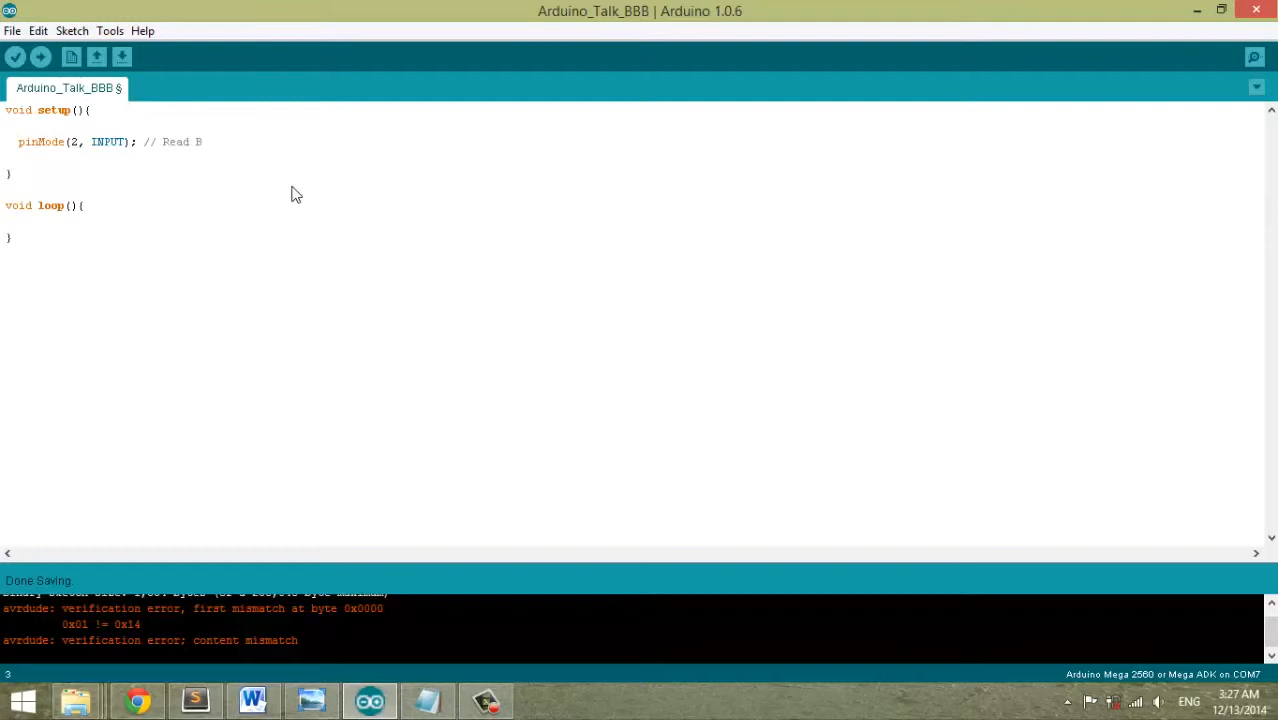 Arduino_Talk_BBB | Arduino 1.0.6
File Edit Sketch Tools Help
Arduino_Talk_BBB §
void setup(){
pinMode(2, INPUT); // Read B
}
void loop(){
}
Done Saving.
avrdude: verification error, first mismatch at byte 0x0000
0x01 != 0x14
avrdude: verification error; content mismatch
3
Arduino Mega 2560 or Mega ADK on COM7
ENG
3:27 AM
12/13/2014